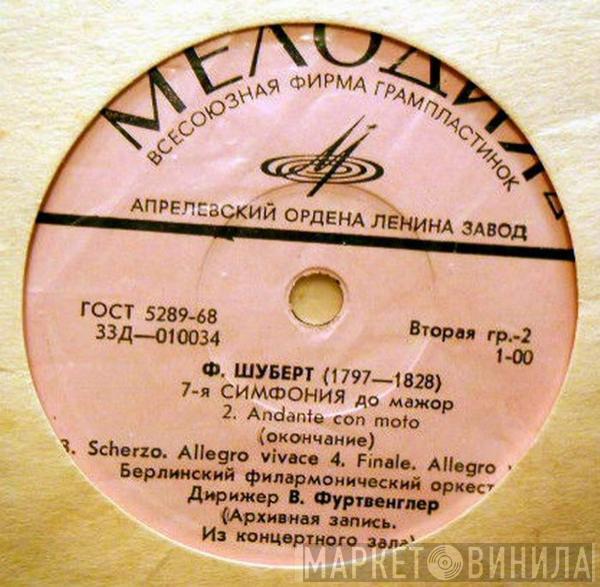 МЕЛОДИЯ
ВСЕСОЮЗНАЯ ФИРМА ГРАМПЛАСТИНОК
АПРЕЛЕВСКИЙ ОРДЕНА ЛЕНИНА ЗАВОД
ГОСТ 5289-68
33Д—010034
Вторая гр.-2
1-00
Ф. ШУБЕРТ (1797—1828)
7-я СИМФОНИЯ до мажор
2. Andante con moto
(окончание)
3. Scherzo. Allegro vivace 4. Finale. Allegro
Берлинский филармонический оркест
Дирижер В. Фуртвенглер
(Архивная запись.
Из концертного зала)
МАРКЕТ ВИНИЛА